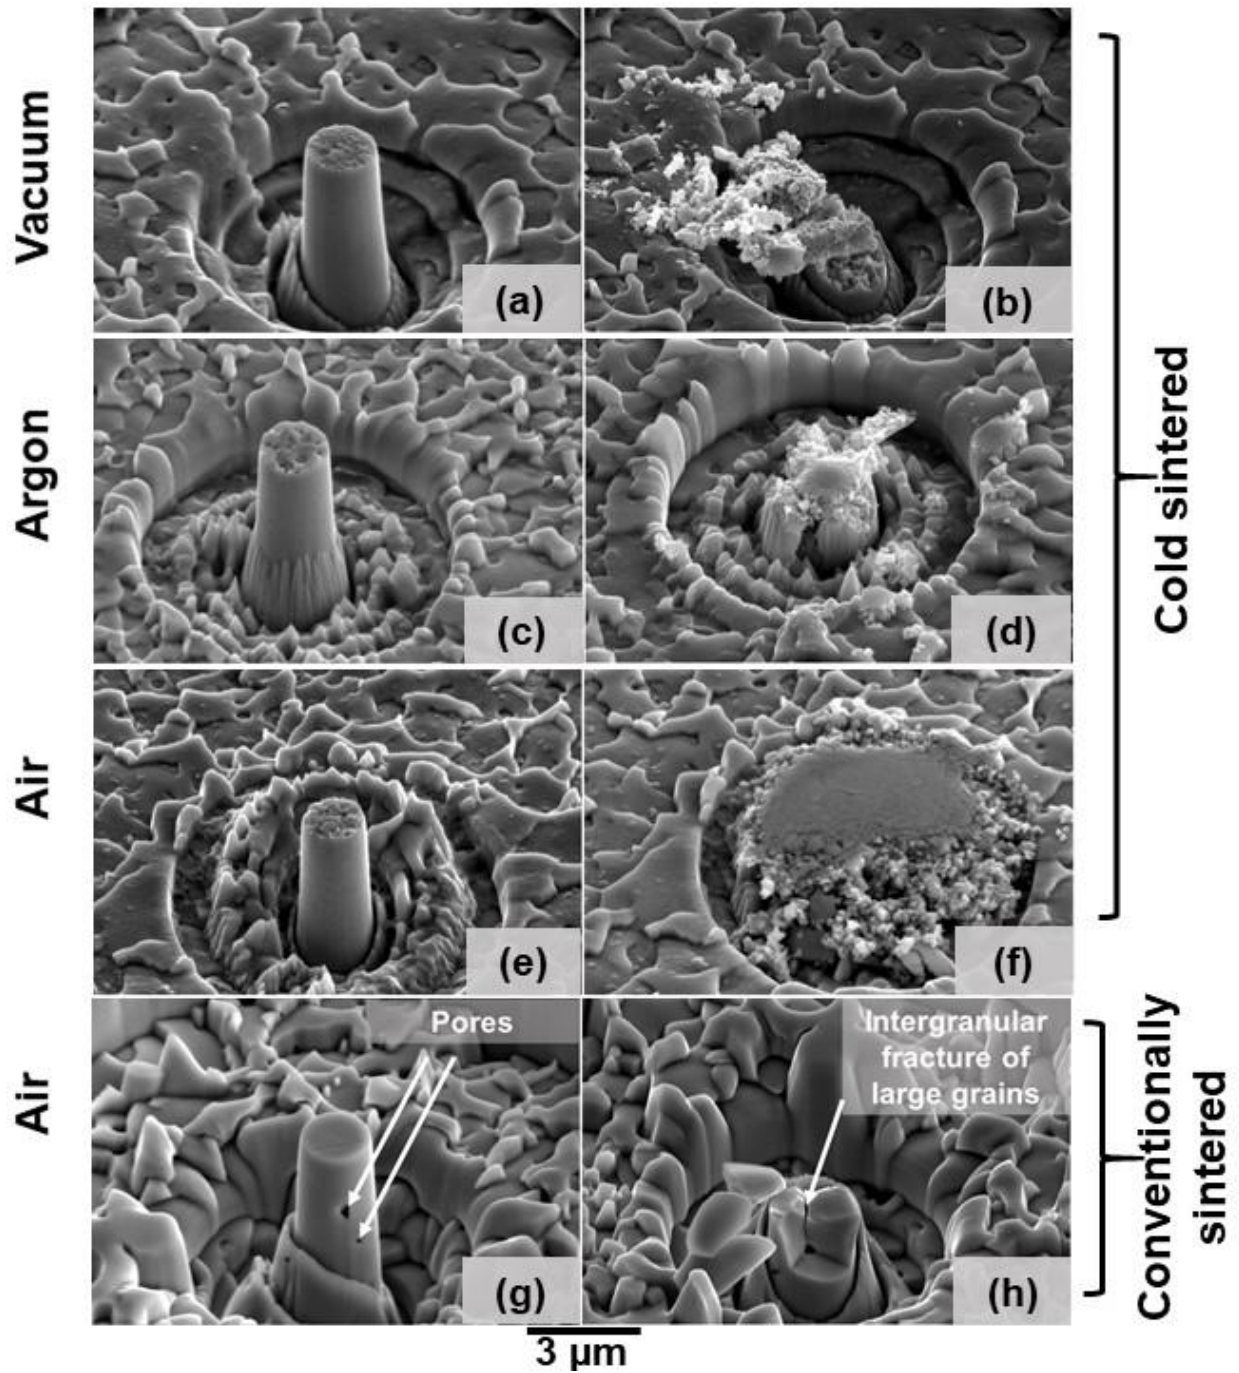 Vacuum
(a)
(b)
Argon
(c)
(d)
Cold sintered
Air
(e)
(f)
Air
Pores
(g)
Intergranular
fracture of
large grains
(h)
Conventionally
sintered
3 μm